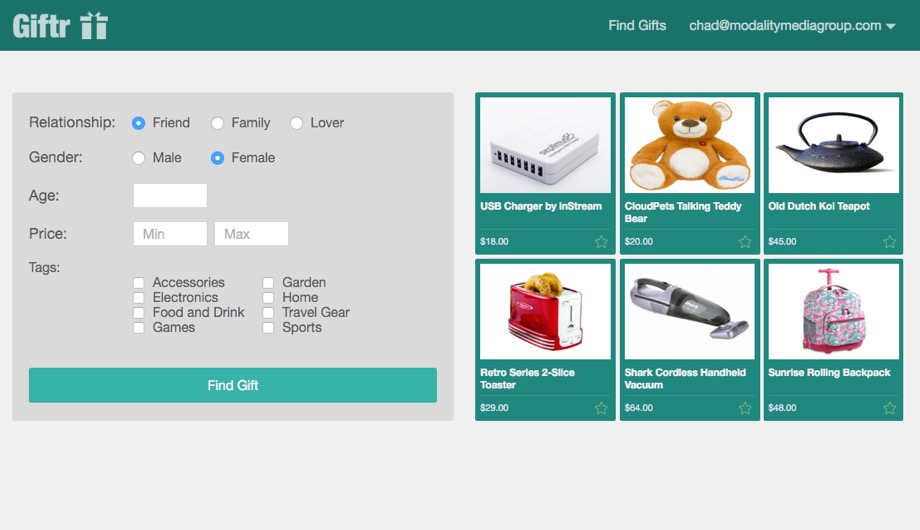 Giftr
Find Gifts
chad@modalitymediagroup.com
Relationship:
Friend
Family
Lover
Gender:
Male
Female
Age:
Price:
Min
Max
Tags:
Accessories
Garden
Electronics
Home
Food and Drink
Travel Gear
Games
Sports
Find Gift
USB Charger by inStream
$18.00
CloudPets Talking Teddy
Bear
$20.00
Old Dutch Koi Teapot
$45.00
Retro Series 2-Slice
Toaster
$29.00
Shark Cordless Handheld
Vacuum
$64.00
Sunrise Rolling Backpack
$48.00